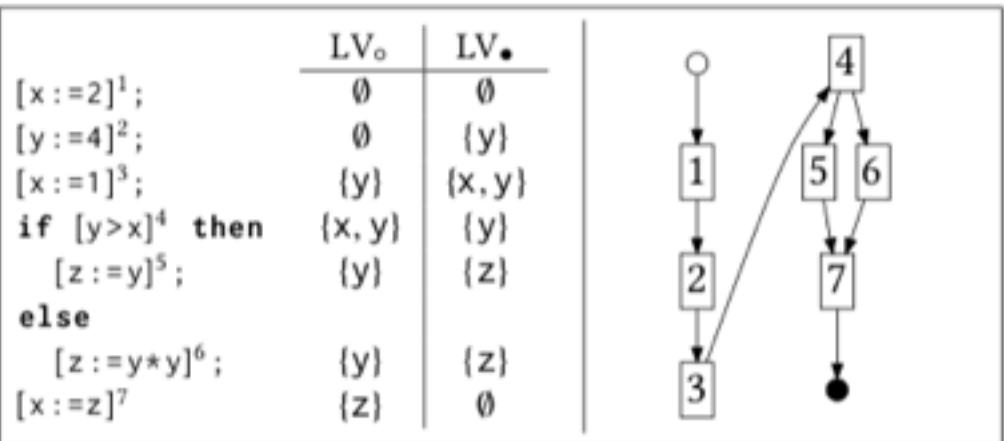 LV∘ LV•
[x:=2]¹; ∅ ∅
[y:=4]²; ∅ {y}
[x:=1]³; {y} {x,y}
if [y>x]⁴ then {x,y} {y}
[z:=y]⁵; {y} {z}
else
[z:=y*y]⁶; {y} {z}
[x:=z]⁷ {z} ∅
4
1 5 6
2 7
3